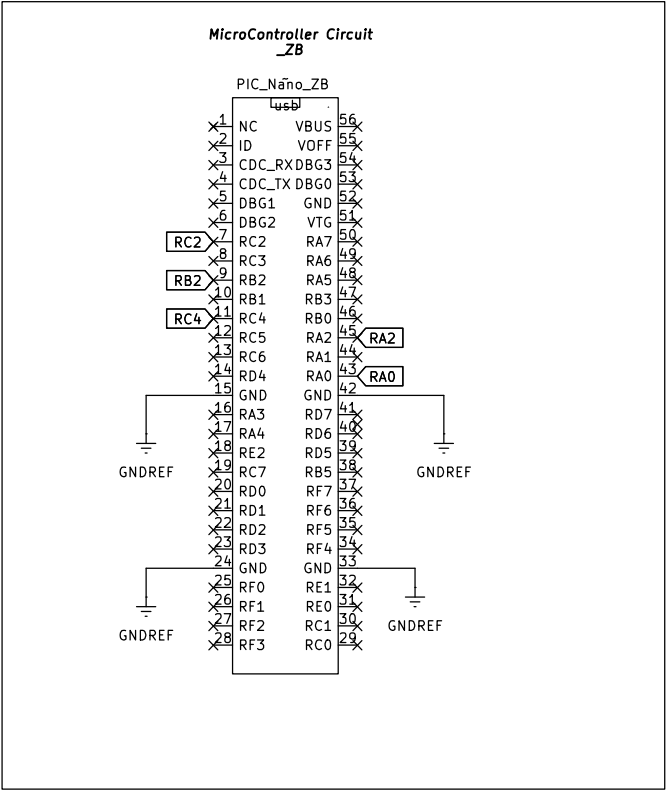 MicroController Circuit
_ZB
PIC_Nano_ZB
usb
1 NC VBUS 56
2 ID VOFF 55
3 CDC_RX DBG3 54
4 CDC_TX DBG0 53
5 DBG1 GND 52
6 DBG2 VTG 51
RC2 7 RC2 RA7 50
8 RC3 RA6 49
RB2 9 RB2 RA5 48
10 RB1 RB3 47
RC4 11 RC4 RB0 46
12 RC5 RA2 45 RA2
13 RC6 RA1 44
14 RD4 RA0 43 RA0
15 GND GND 42
16 RA3 RD7 41
17 RA4 RD6 40
18 RE2 RD5 39
19 RC7 RB5 38
GNDREF GNDREF
20 RD0 RF7 37
21 RD1 RF6 36
22 RD2 RF5 35
23 RD3 RF4 34
24 GND GND 33
25 RF0 RE1 32
26 RF1 RE0 31
27 RF2 RC1 30
GNDREF GNDREF
28 RF3 RC0 29